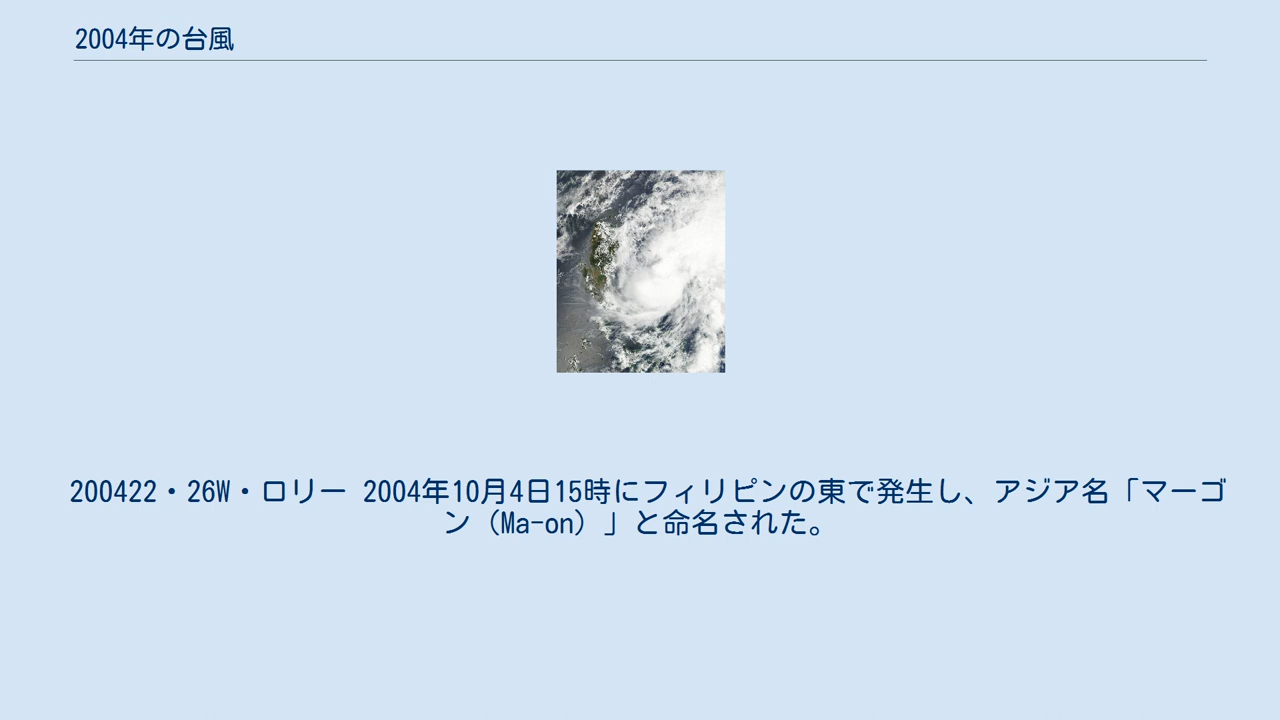 2004年の台風
200422・26W・ロリー 2004年10月4日15時にフィリピンの東で発生し、アジア名「マーゴ
ン（Ma-on）」と命名された。